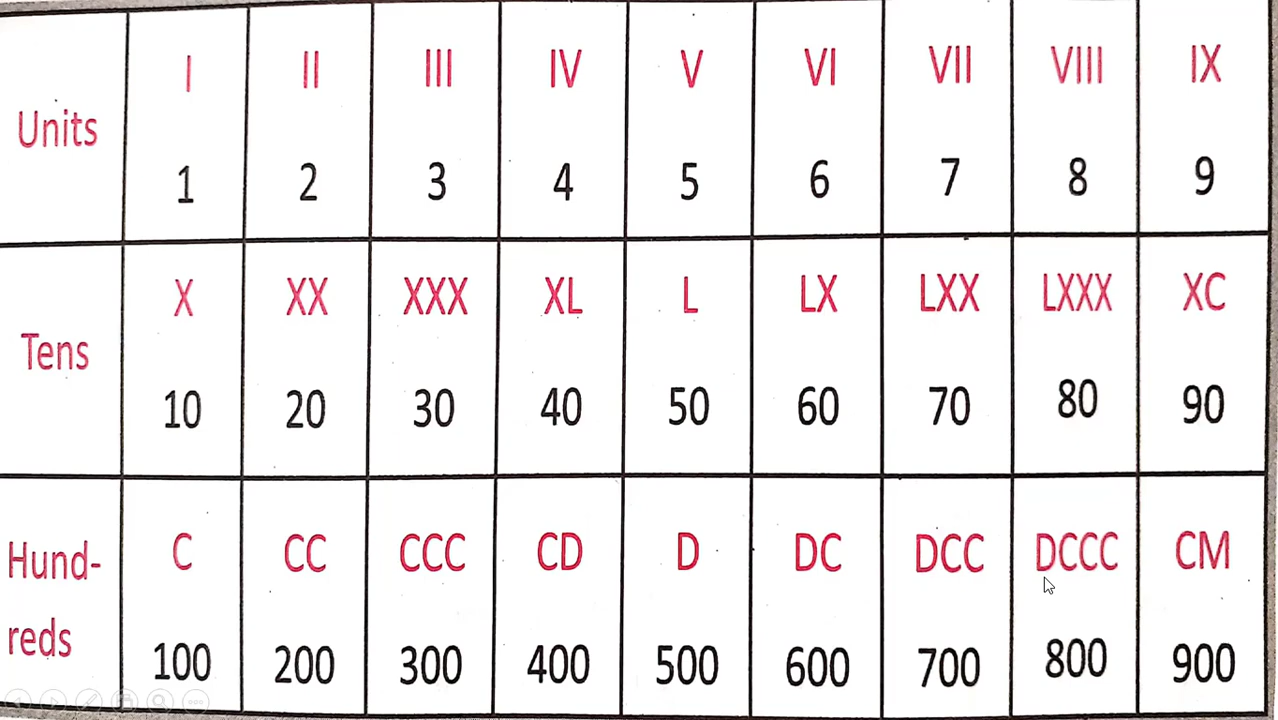 I II III IV V VI VII VIII IX
Units
1 2 3 4 5 6 7 8 9
X XX XXX XL L LX LXX LXXX XC
Tens
10 20 30 40 50 60 70 80 90
C CC CCC CD D DC DCC DCCC CM
Hund-
reds
100 200 300 400 500 600 700 800 900